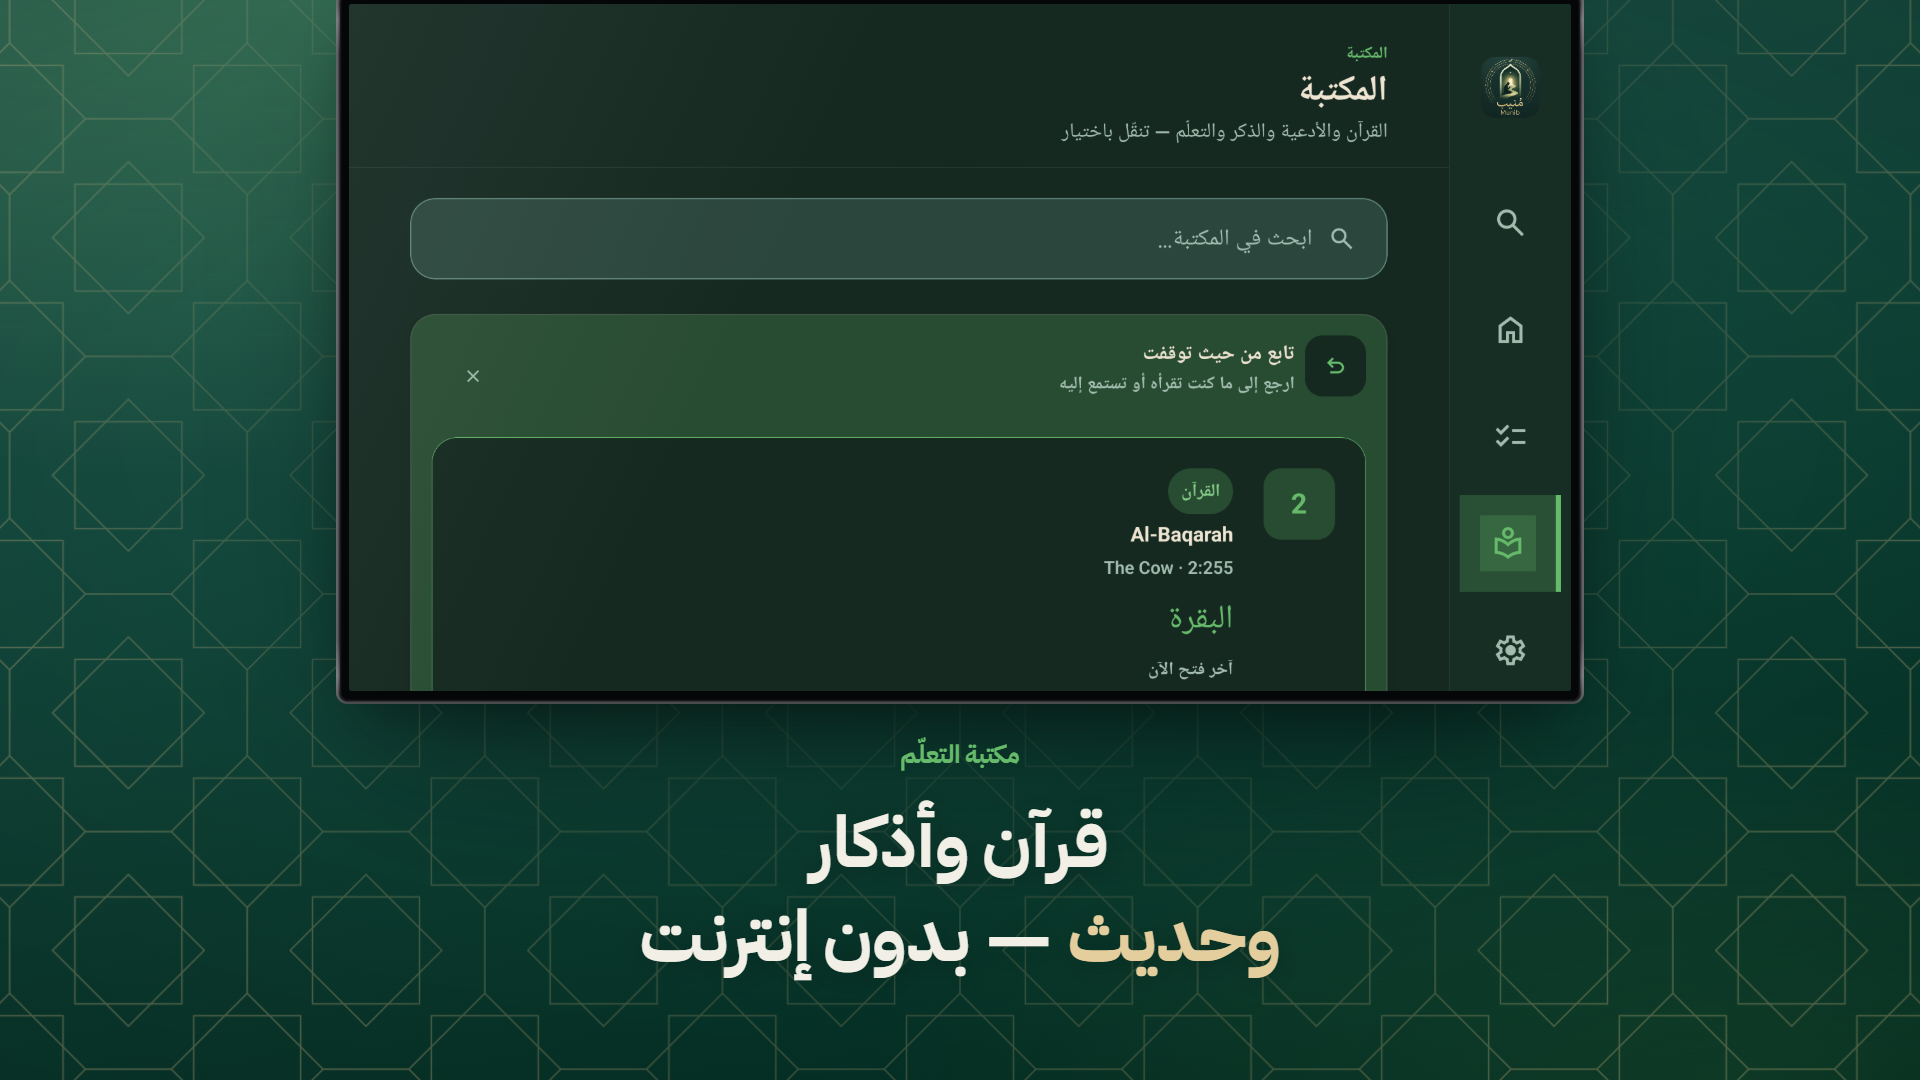 المكتبة
المكتبة
القرآن والأدعية والذكر والتعلّم — تنقّل باختيار
مُنيب
Munib
ابحث في المكتبة...
تابع من حيث توقفت
ارجع إلى ما كنت تقرأه أو تستمع إليه
القرآن
2
Al-Baqarah
The Cow · 2:255
البقرة
آخر فتح الآن
مكتبة التعلّم
قرآن وأذكار
وحديث — بدون إنترنت